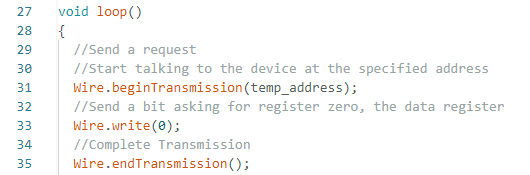 27 void loop()
28 {
29 //Send a request
30 //Start talking to the device at the specified address
31 Wire.beginTransmission(temp_address);
32 //Send a bit asking for register zero, the data register
33 Wire.write(0);
34 //Complete Transmission
35 Wire.endTransmission();